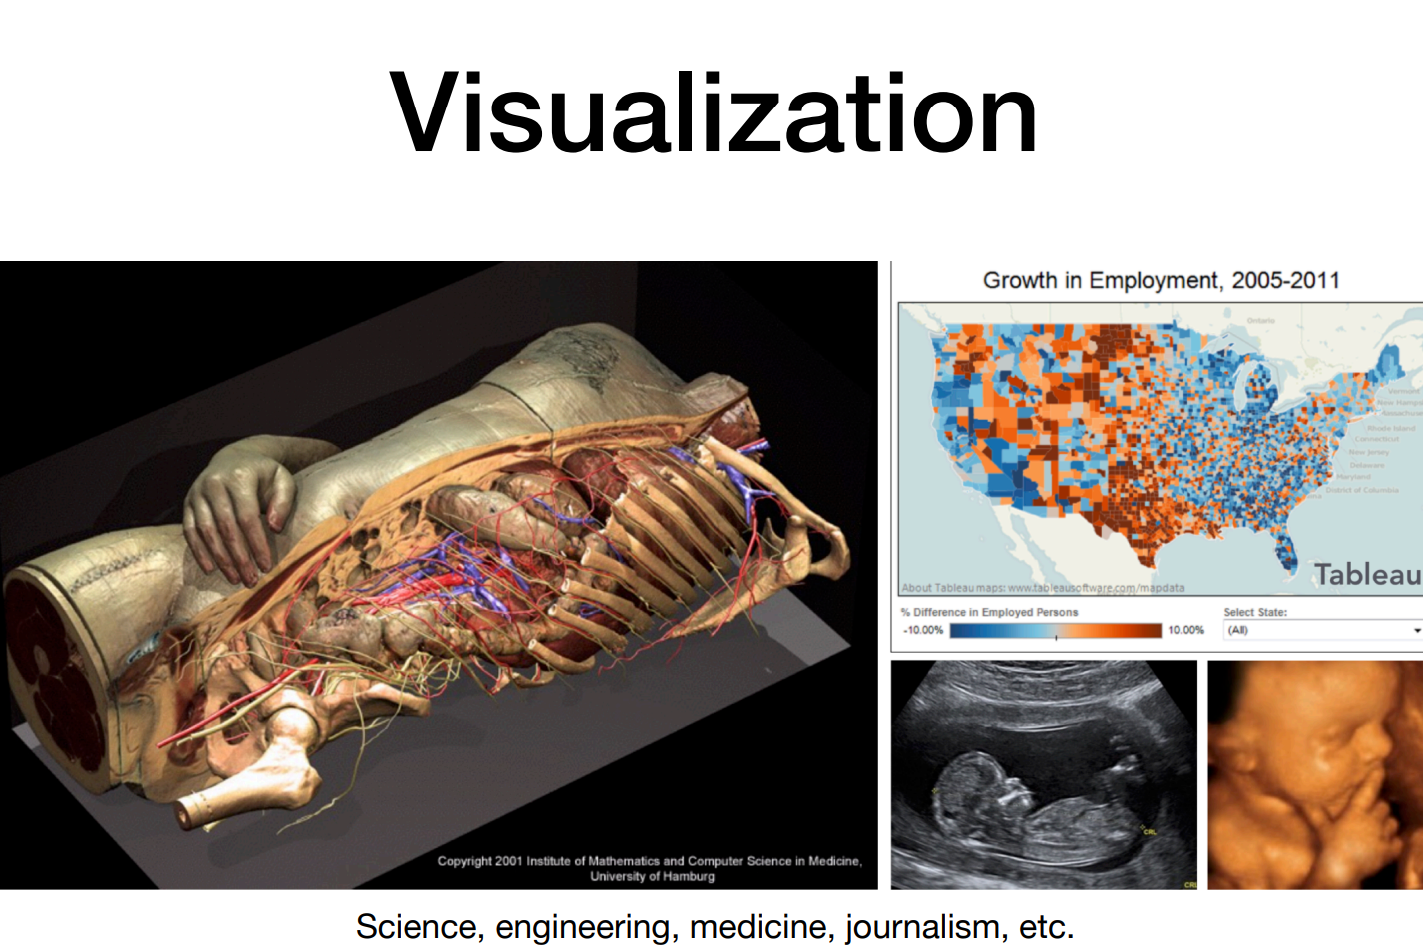 Visualization
Growth in Employment, 2005-2011
Ontario
Vermont
New Hamp
Massachus
Rhode Island
Connecticut
New Jersey
Delaware
Maryland
District of Columbia
Tableau
About Tableau maps: www.tableausoftware.com/mapdata
% Difference in Employed Persons
Select State:
-10.00%
10.00%
(All)
CRL
CRL
Copyright 2001 Institute of Mathematics and Computer Science in Medicine,
University of Hamburg
Science, engineering, medicine, journalism, etc.